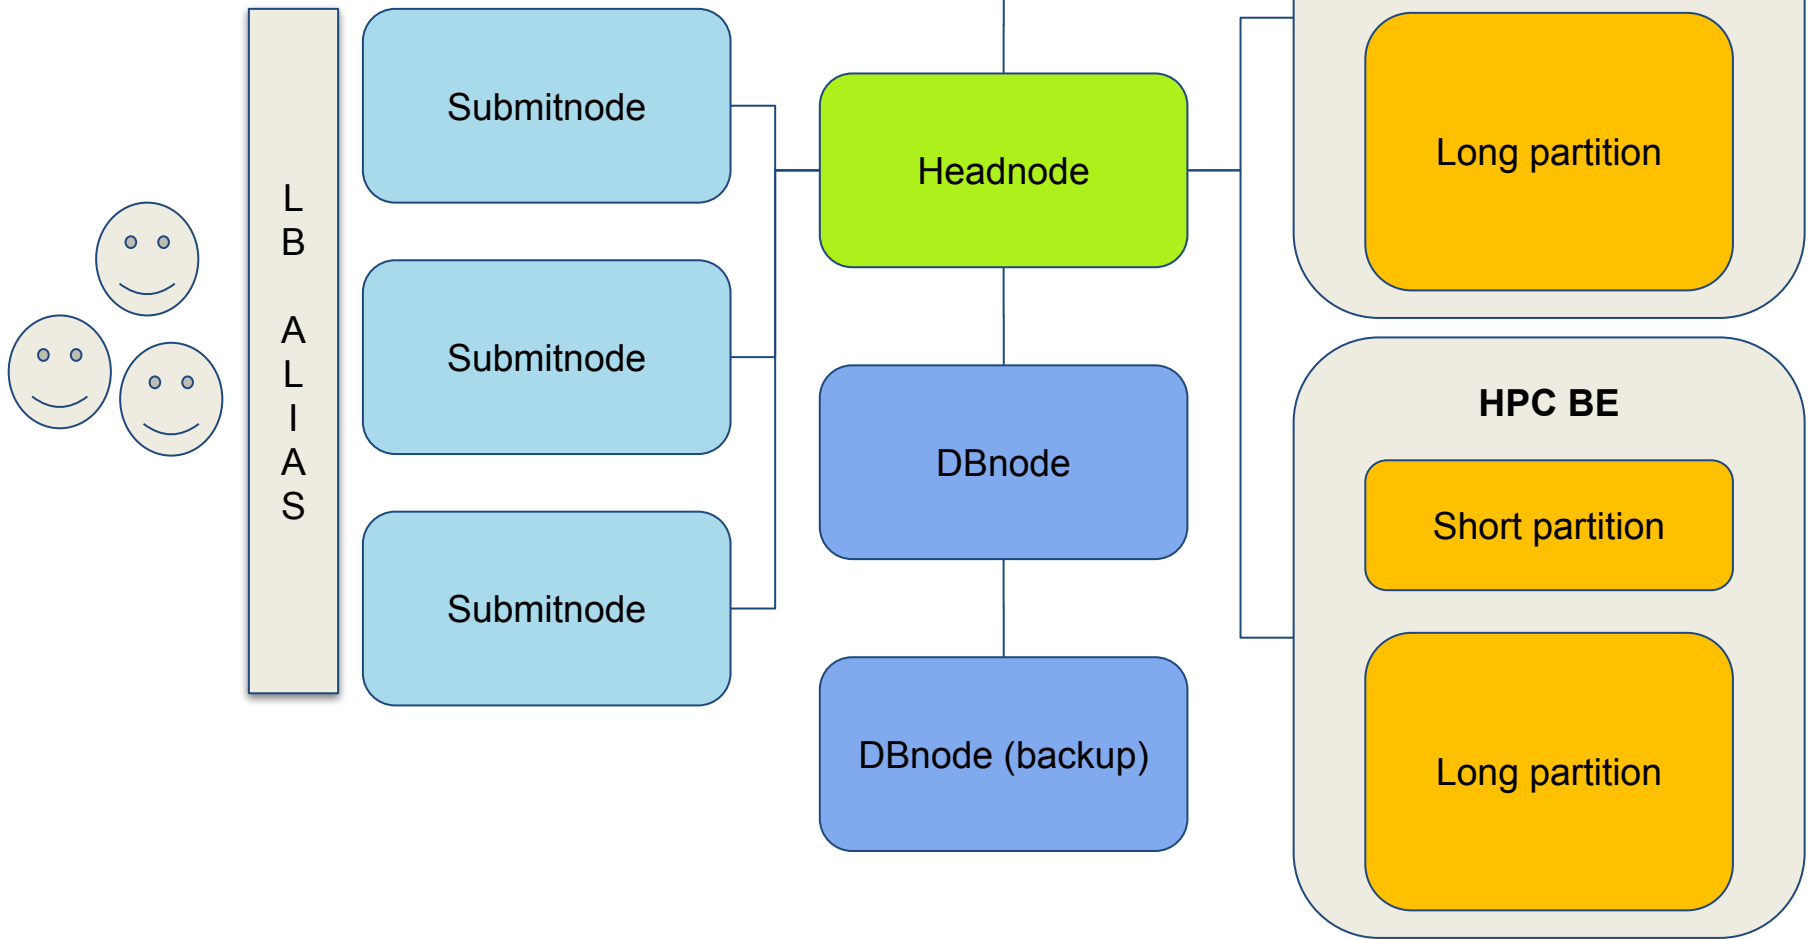 L
B
A
L
I
A
S
Submitnode
Submitnode
Submitnode
Headnode
DBnode
DBnode (backup)
Long partition
HPC BE
Short partition
Long partition